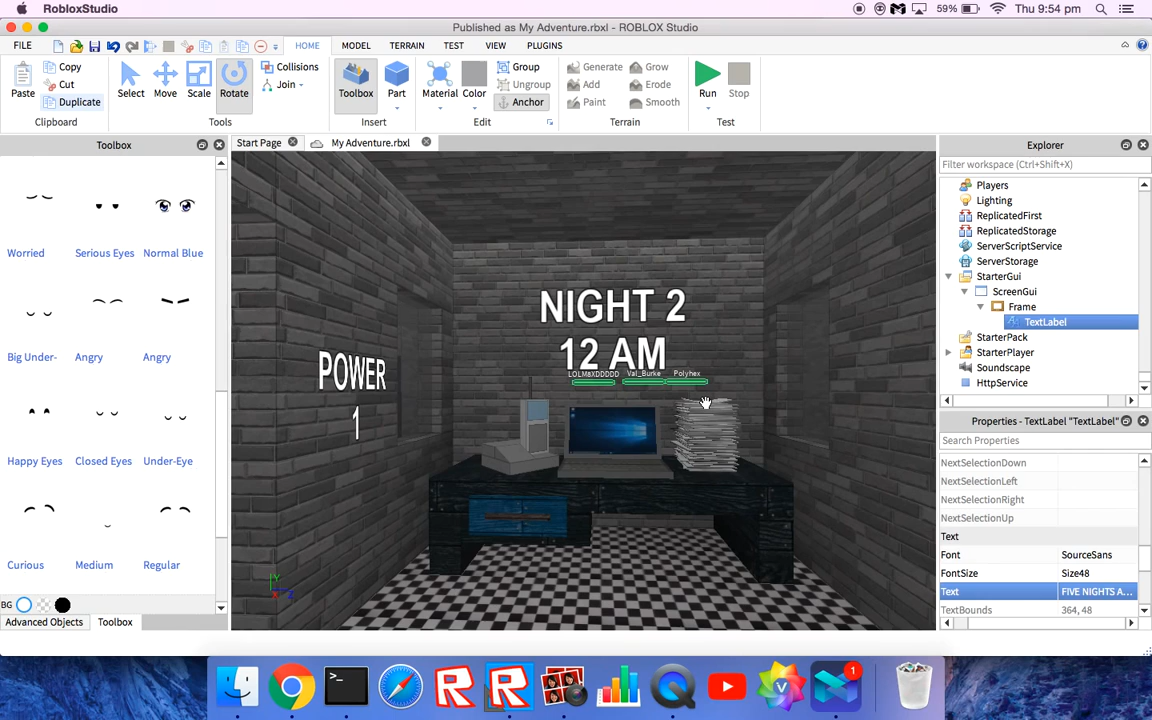 RobloxStudio
59%
Thu 9:54 pm
Published as My Adventure.rbxl - ROBLOX Studio
FILE
HOME
MODEL
TERRAIN
TEST
VIEW
PLUGINS
Paste
Copy
Cut
Duplicate
Clipboard
Select
Move
Scale
Rotate
Tools
Collisions
Join
Toolbox
Part
Insert
Material
Color
Group
Ungroup
Anchor
Edit
Generate
Add
Paint
Grow
Erode
Smooth
Terrain
Run
Stop
Test
Toolbox
Start Page
My Adventure.rbxl
Worried
Serious Eyes
Normal Blue
Big Under-
Angry
Angry
Happy Eyes
Closed Eyes
Under-Eye
Curious
Medium
Regular
BG
Advanced Objects
Toolbox
NIGHT 2
12 AM
Val_Burke
Polyhex
POWER
1
Y
X
Z
Explorer
Filter workspace (Ctrl+Shift+X)
Players
Lighting
ReplicatedFirst
ReplicatedStorage
ServerScriptService
ServerStorage
StarterGui
ScreenGui
Frame
TextLabel
StarterPack
StarterPlayer
Soundscape
HttpService
Properties - TextLabel "TextLabel"
Search Properties
NextSelectionDown
NextSelectionLeft
NextSelectionRight
NextSelectionUp
Text
Font SourceSans
FontSize Size48
Text FIVE NIGHTS A...
TextBounds 364, 48
1